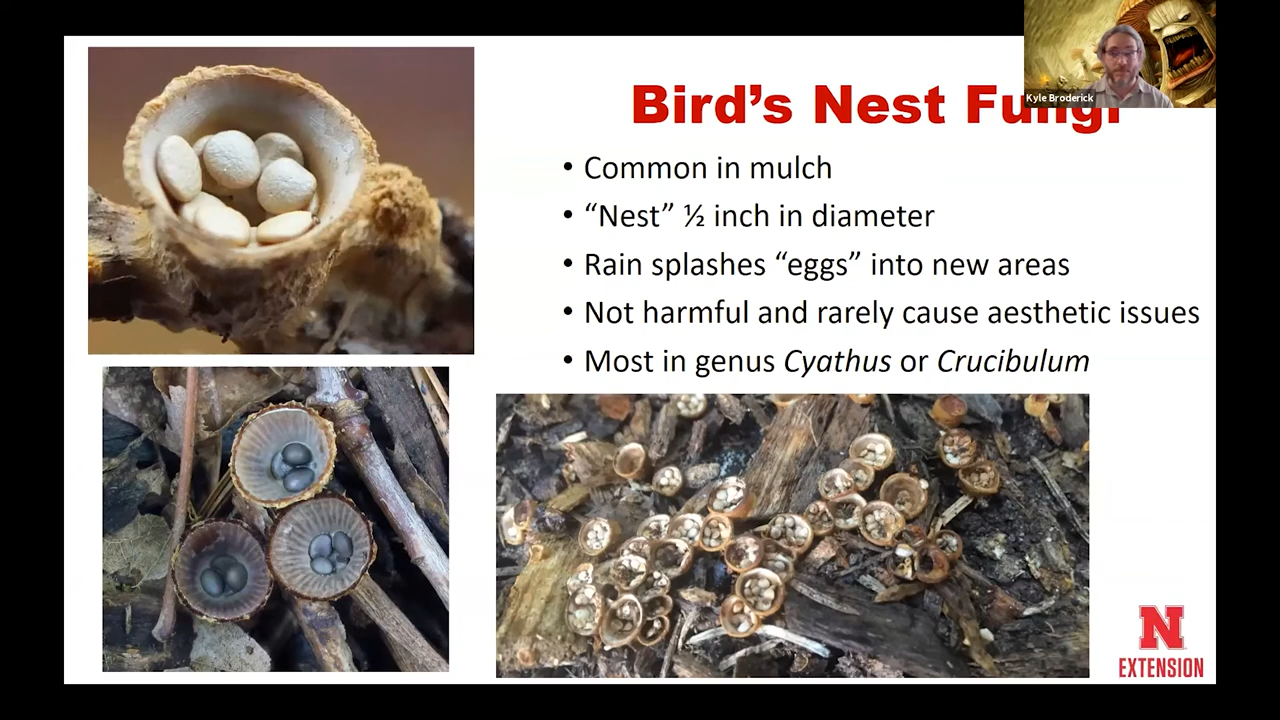 Bird's Nest Fungi
Kyle Broderick
• Common in mulch
• “Nest” ½ inch in diameter
• Rain splashes “eggs” into new areas
• Not harmful and rarely cause aesthetic issues
• Most in genus Cyathus or Crucibulum
N
EXTENSION